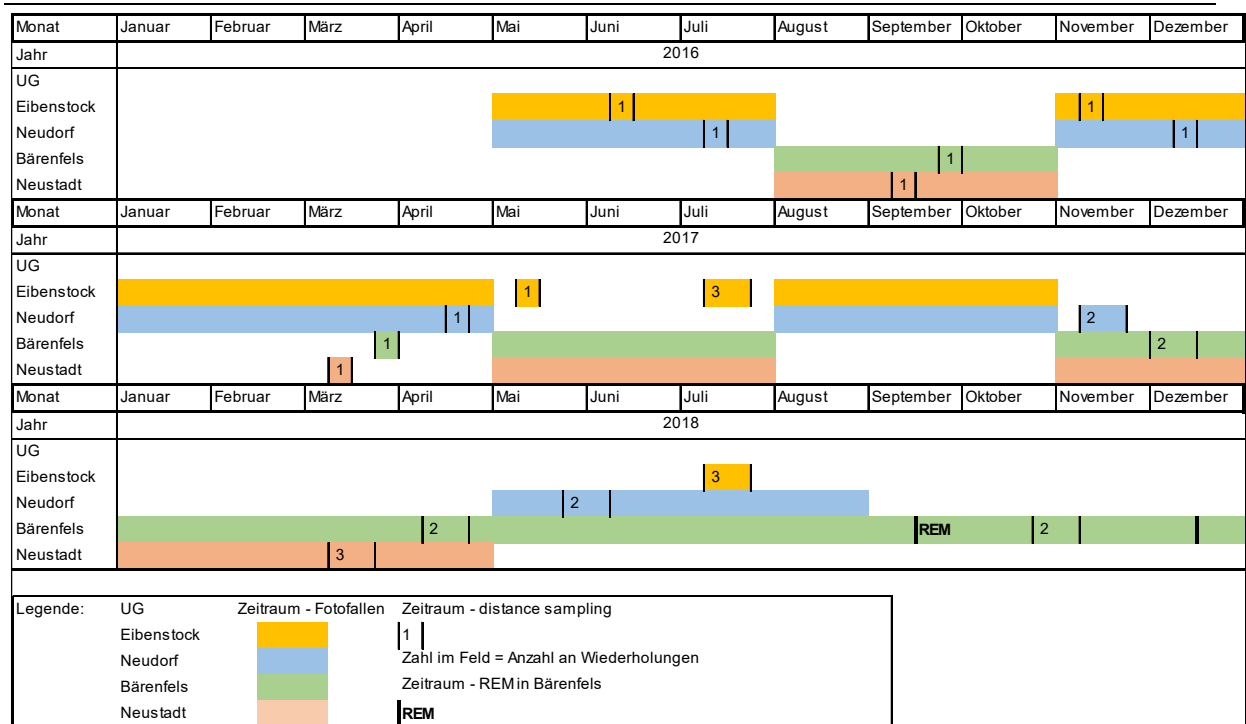 Monat Januar Februar März April Mai Juni Juli August September Oktober November Dezember
Jahr 2016
UG
Eibenstock 1 1
Neudorf 1 1
Bärenfels 1
Neustadt 1
Monat Januar Februar März April Mai Juni Juli August September Oktober November Dezember
Jahr 2017
UG
Eibenstock 1 3
Neudorf 1 2
Bärenfels 1 2
Neustadt 1
Monat Januar Februar März April Mai Juni Juli August September Oktober November Dezember
Jahr 2018
UG
Eibenstock 3
Neudorf 2
Bärenfels 2 REM 2
Neustadt 3
Legende: UG Zeitraum - Fotofallen Zeitraum - distance sampling
Eibenstock 1
Neudorf Zahl im Feld = Anzahl an Wiederholungen
Bärenfels Zeitraum - REM in Bärenfels
Neustadt REM